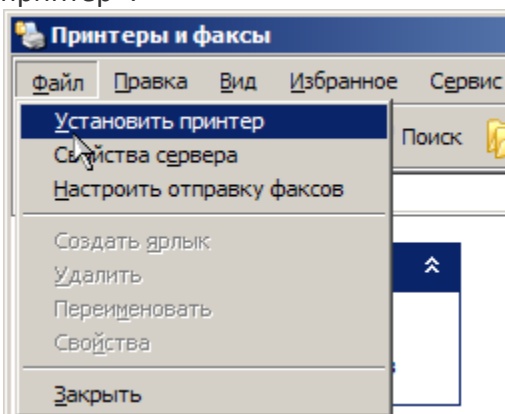 принтер".
Принтеры и факсы
Файл Правка Вид Избранное Сервис
Установить принтер
Поиск
Свойства сервера
Настроить отправку факсов
Создать ярлык
Удалить
Переименовать
Свойства
Закрыть